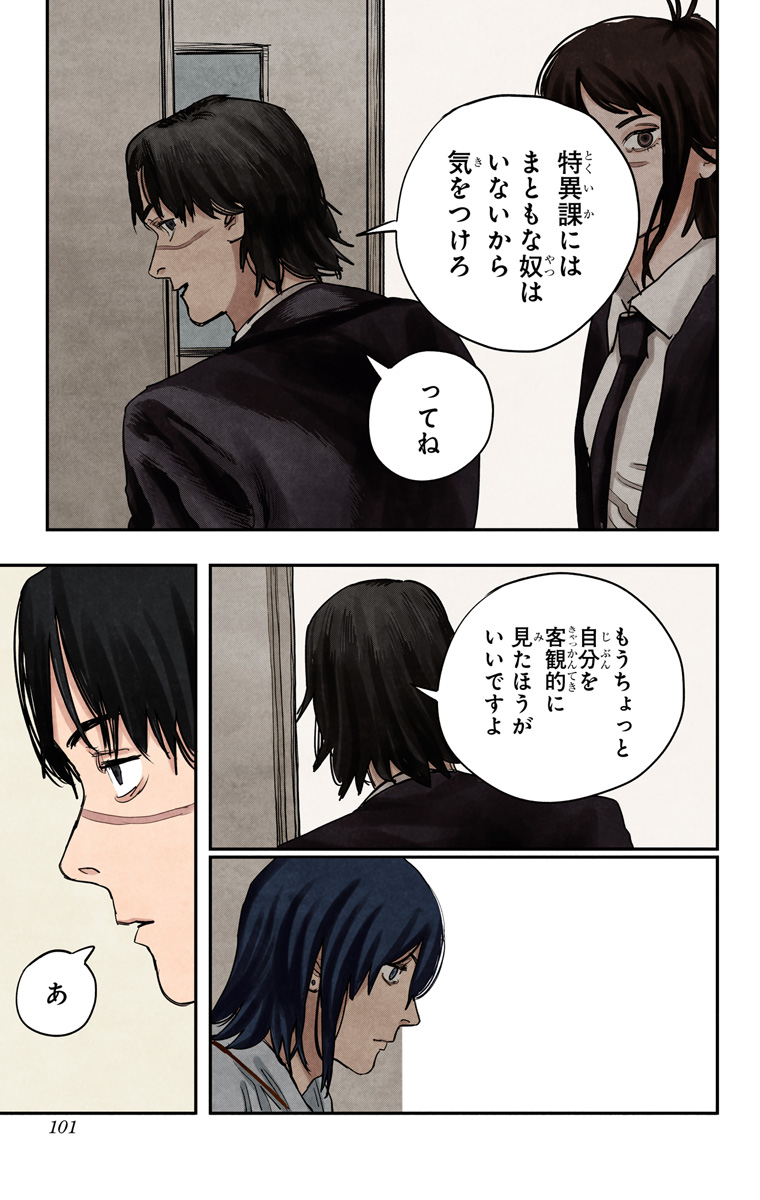 特異課には
まともな奴は
いないから
気をつけろ
ってね
もうちょっと
自分を
客観的に
見たほうが
いいですよ
あ
101